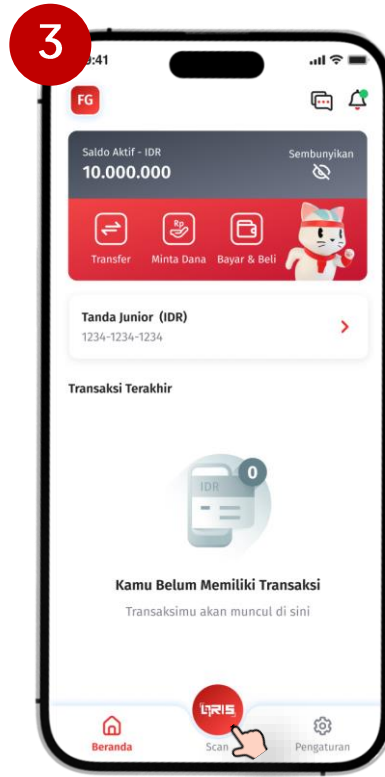 3
:41
FG
Saldo Aktif - IDR
Sembunyikan
10.000.000
Rp
Transfer
Minta Dana
Bayar & Beli
Tanda Junior (IDR)
1234-1234-1234
Transaksi Terakhir
0
IDR
Kamu Belum Memiliki Transaksi
Transaksimu akan muncul di sini
QRIS
Beranda
Scan
Pengaturan